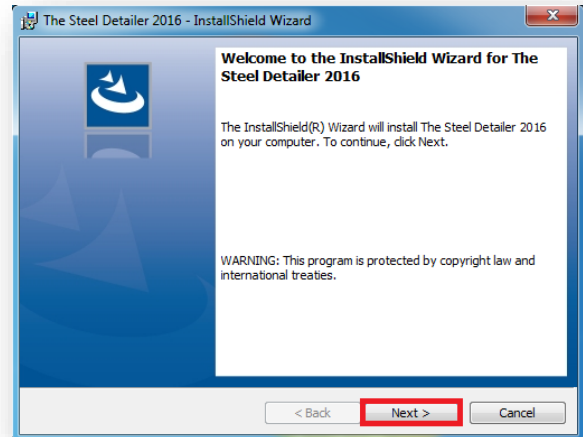 The Steel Detailer 2016 - InstallShield Wizard
Welcome to the InstallShield Wizard for The
Steel Detailer 2016
The InstallShield(R) Wizard will install The Steel Detailer 2016
on your computer. To continue, click Next.
WARNING: This program is protected by copyright law and
international treaties.
< Back Next > Cancel